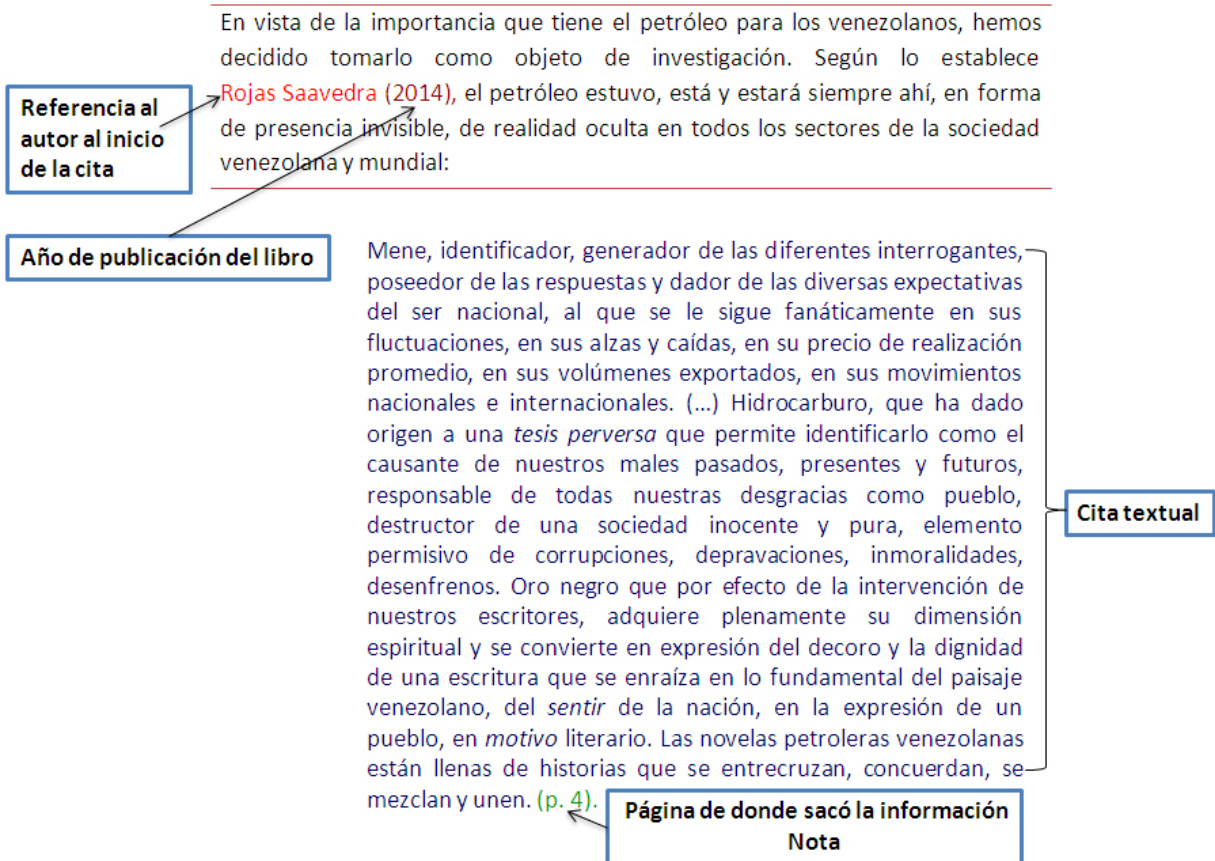 En vista de la importancia que tiene el petróleo para los venezolanos, hemos
decidido tomarlo como objeto de investigación. Según lo establece
Rojas Saavedra (2014), el petróleo estuvo, está y estará siempre ahí, en forma
de presencia invisible, de realidad oculta en todos los sectores de la sociedad
venezolana y mundial:
Referencia al
autor al inicio
de la cita
Año de publicación del libro
Mene, identificador, generador de las diferentes interrogantes,
poseedor de las respuestas y dador de las diversas expectativas
del ser nacional, al que se le sigue fanáticamente en sus
fluctuaciones, en sus alzas y caídas, en su precio de realización
promedio, en sus volúmenes exportados, en sus movimientos
nacionales e internacionales. (...) Hidrocarburo, que ha dado
origen a una tesis perversa que permite identificarlo como el
causante de nuestros males pasados, presentes y futuros,
responsable de todas nuestras desgracias como pueblo,
destructor de una sociedad inocente y pura, elemento
permisivo de corrupciones, depravaciones, inmoralidades,
desenfrenos. Oro negro que por efecto de la intervención de
nuestros escritores, adquiere plenamente su dimensión
espiritual y se convierte en expresión del decoro y la dignidad
de una escritura que se enraíza en lo fundamental del paisaje
venezolano, del sentir de la nación, en la expresión de un
pueblo, en motivo literario. Las novelas petroleras venezolanas
están llenas de historias que se entrecruzan, concuerdan, se
mezclan y unen. (p. 4).
Cita textual
Página de donde sacó la información
Nota